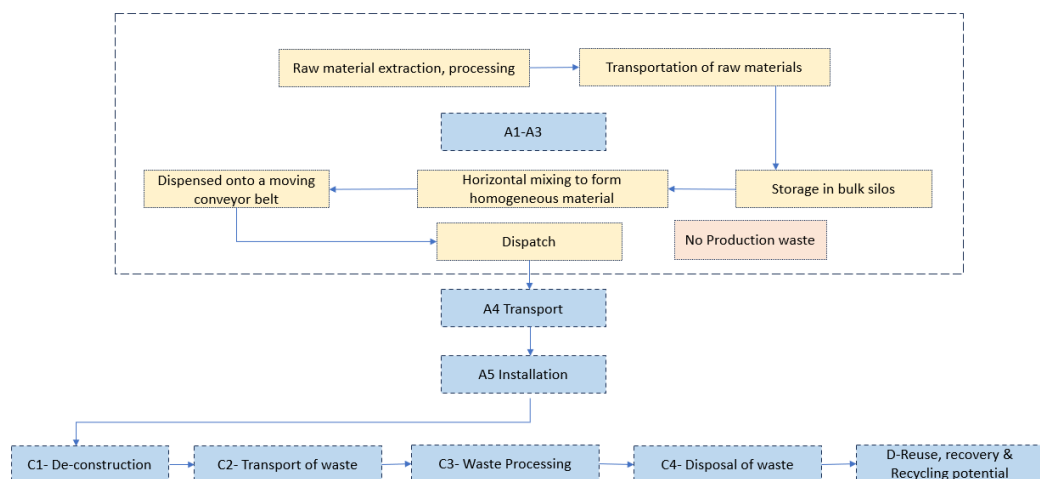 Raw material extraction, processing
Transportation of raw materials
A1-A3
Dispensed onto a moving
conveyor belt
Horizontal mixing to form
homogeneous material
Storage in bulk silos
Dispatch
No Production waste
A4 Transport
A5 Installation
C1- De-construction
C2- Transport of waste
C3- Waste Processing
C4- Disposal of waste
D-Reuse, recovery &
Recycling potential